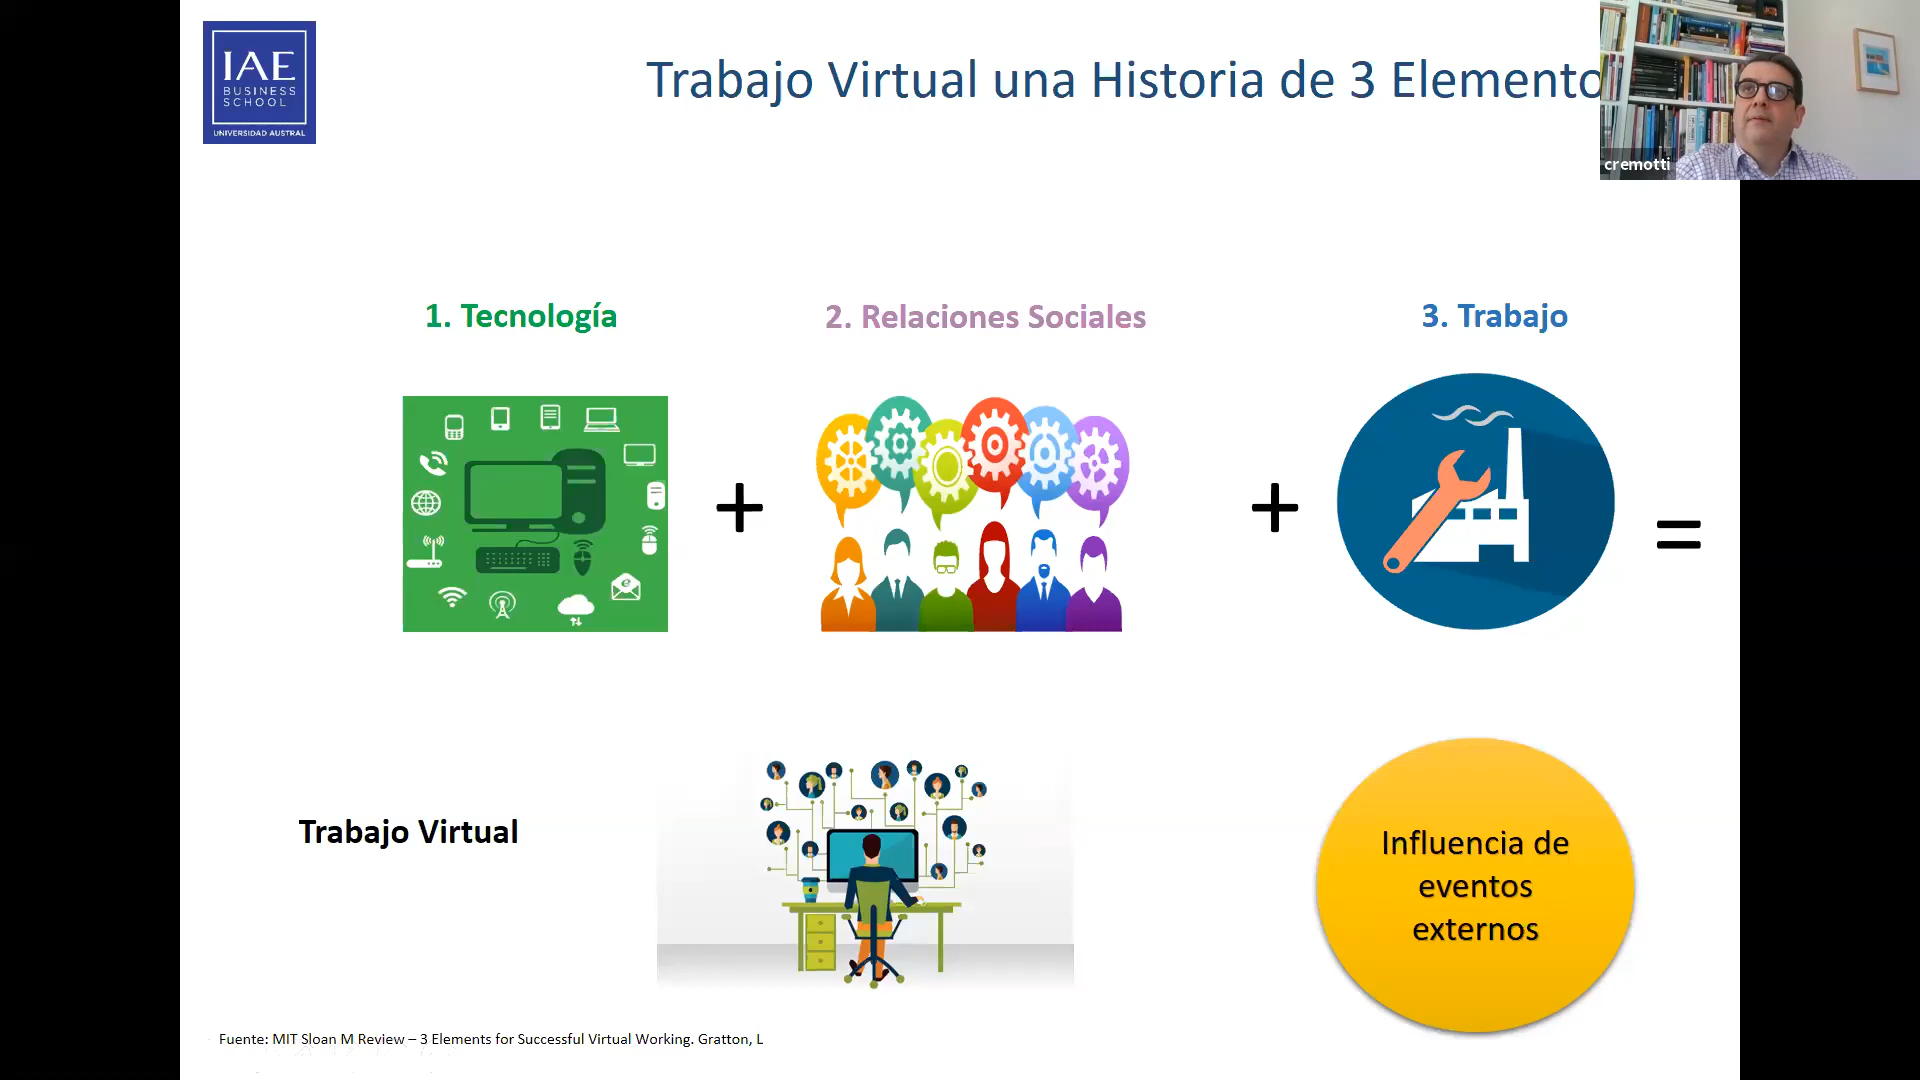 IAE
BUSINESS
SCHOOL
UNIVERSIDAD AUSTRAL
Trabajo Virtual una Historia de 3 Elemento
cremotti
1. Tecnología
2. Relaciones Sociales
3. Trabajo
+
+
=
Trabajo Virtual
Influencia de
eventos
externos
Fuente: MIT Sloan M Review – 3 Elements for Successful Virtual Working. Gratton, L